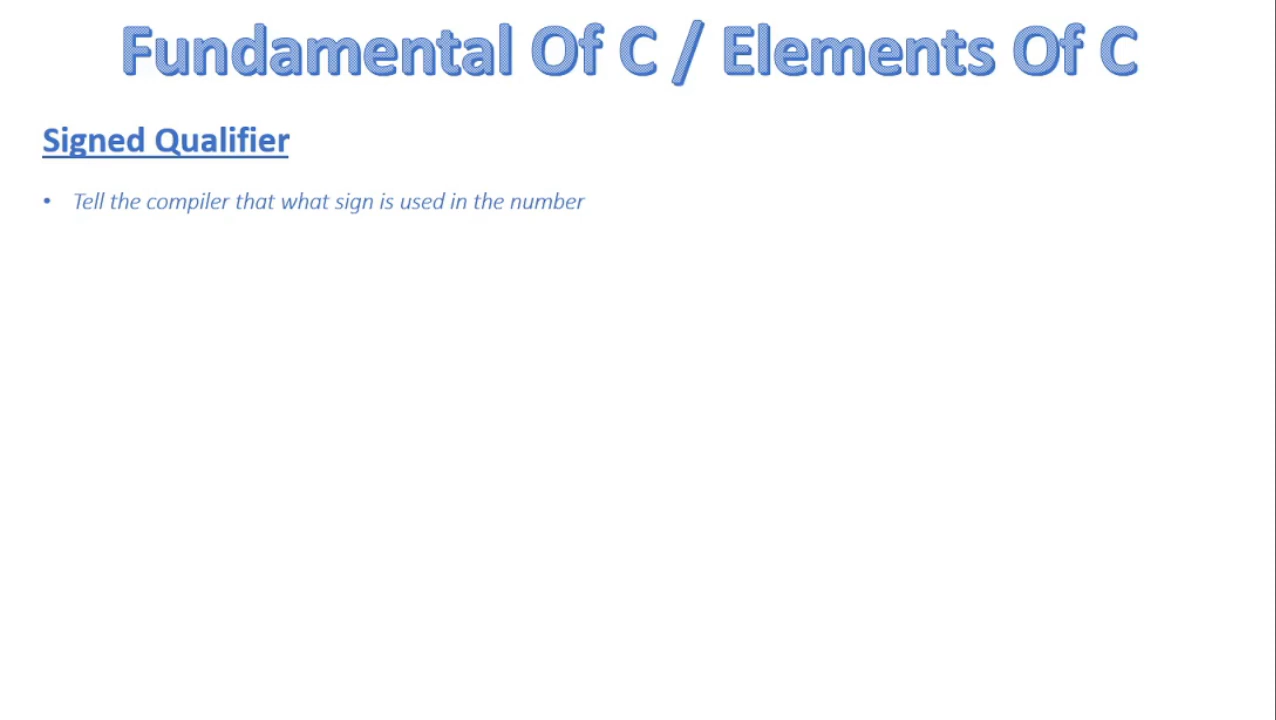 Fundamental Of C / Elements Of C
Signed Qualifier
• Tell the compiler that what sign is used in the number